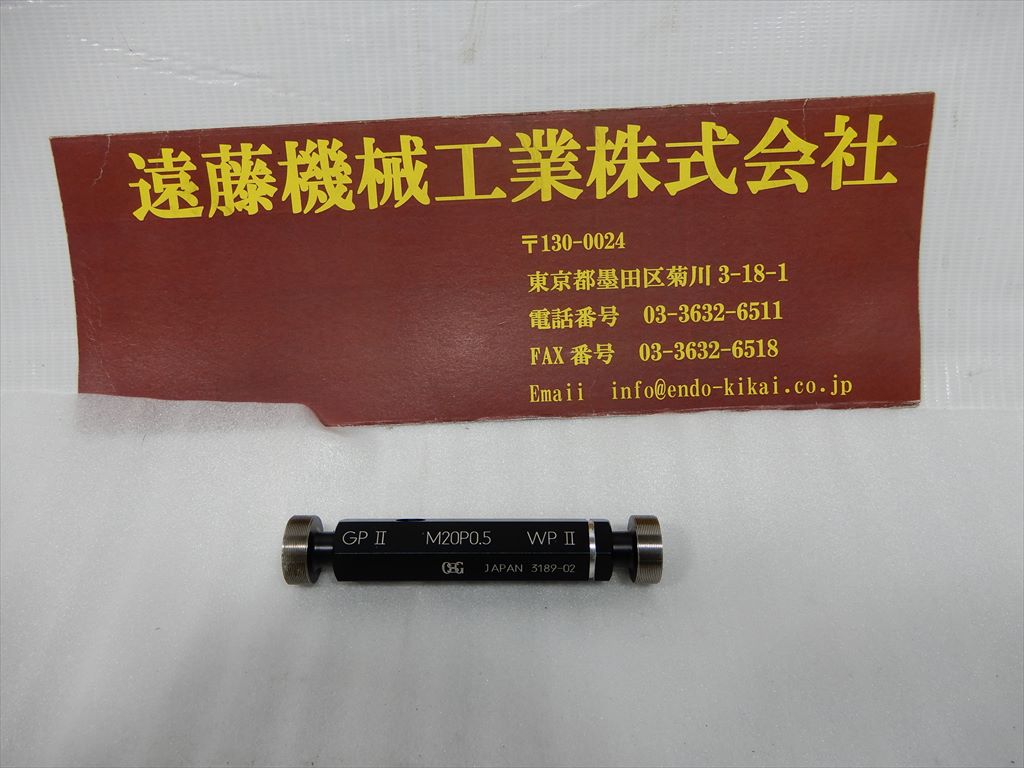 遠藤機械工業株式会社
〒130-0024
東京都墨田区菊川 3-18-1
電話番号 03-3632-6511
FAX 番号 03-3632-6518
Emaii info@endo-kikai.co.jp
GP Ⅱ M20P0.5 WP Ⅱ
OSG JAPAN 3189-02